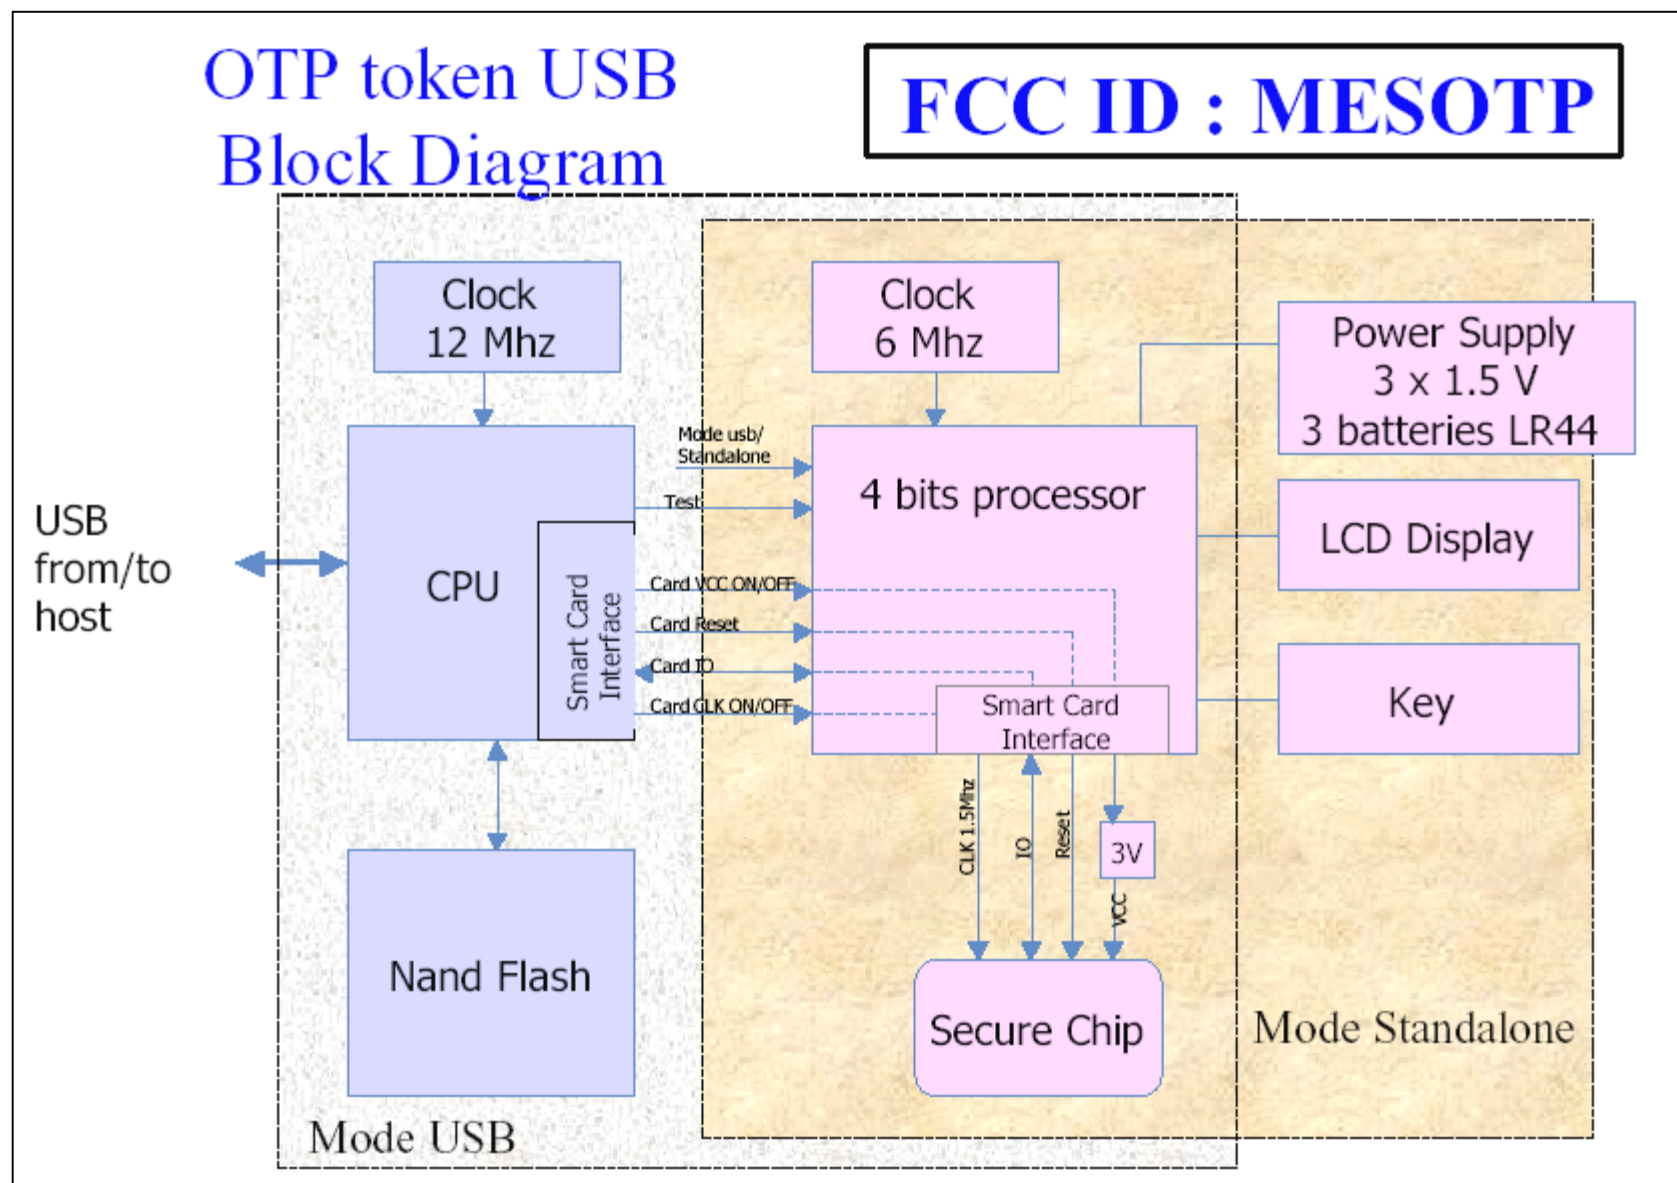 OTP token USB
Block Diagram
FCC ID : MESOTP
Clock
12 Mhz
Clock
6 Mhz
Power Supply
3 x 1.5 V
3 batteries LR44
Mode usb/
Standalone
Test
4 bits processor
LCD Display
USB
from/to
host
CPU
Smart Card
Interface
Card VCC ON/OFF
Card Reset
Card IO
Card CLK ON/OFF
Smart Card
Interface
Key
CLK 1.5Mhz
IO
Reset
3V
VCC
Nand Flash
Secure Chip
Mode Standalone
Mode USB